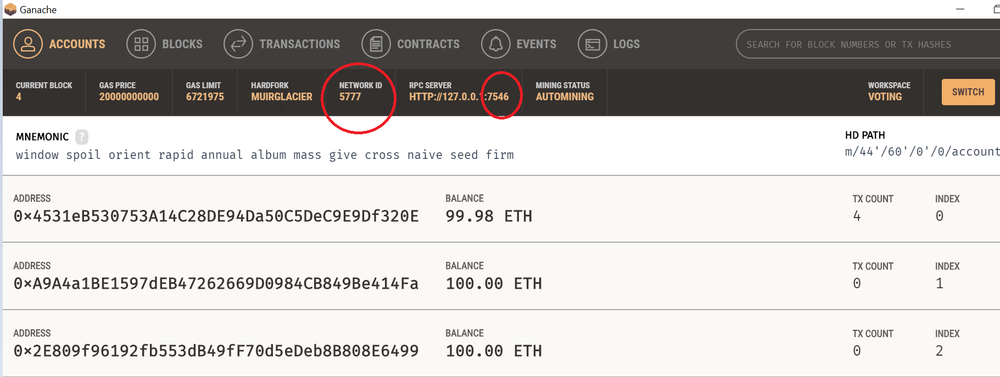 Ganache
ACCOUNTS BLOCKS TRANSACTIONS CONTRACTS EVENTS LOGS SEARCH FOR BLOCK NUMBERS OR TX HASHES
CURRENT BLOCK GAS PRICE GAS LIMIT HARDFORK NETWORK ID RPC SERVER MINING STATUS WORKSPACE
4 20000000000 6721975 MUIRGLACIER 5777 HTTP://127.0.0.1:7546 AUTOMINING VOTING SWITCH
MNEMONIC ? HD PATH
window spoil orient rapid annual album mass give cross naive seed firm m/44'/60'/0'/0/account
ADDRESS BALANCE TX COUNT INDEX
0x4531eB530753A14C28DE94Da50C5DeC9E9Df320E 99.98 ETH 4 0
ADDRESS BALANCE TX COUNT INDEX
0xA9A4a1BE1597dEB47262669D0984CB849Be414Fa 100.00 ETH 0 1
ADDRESS BALANCE TX COUNT INDEX
0x2E809f96192fb553dB49fF70d5eDeb8B808E6499 100.00 ETH 0 2